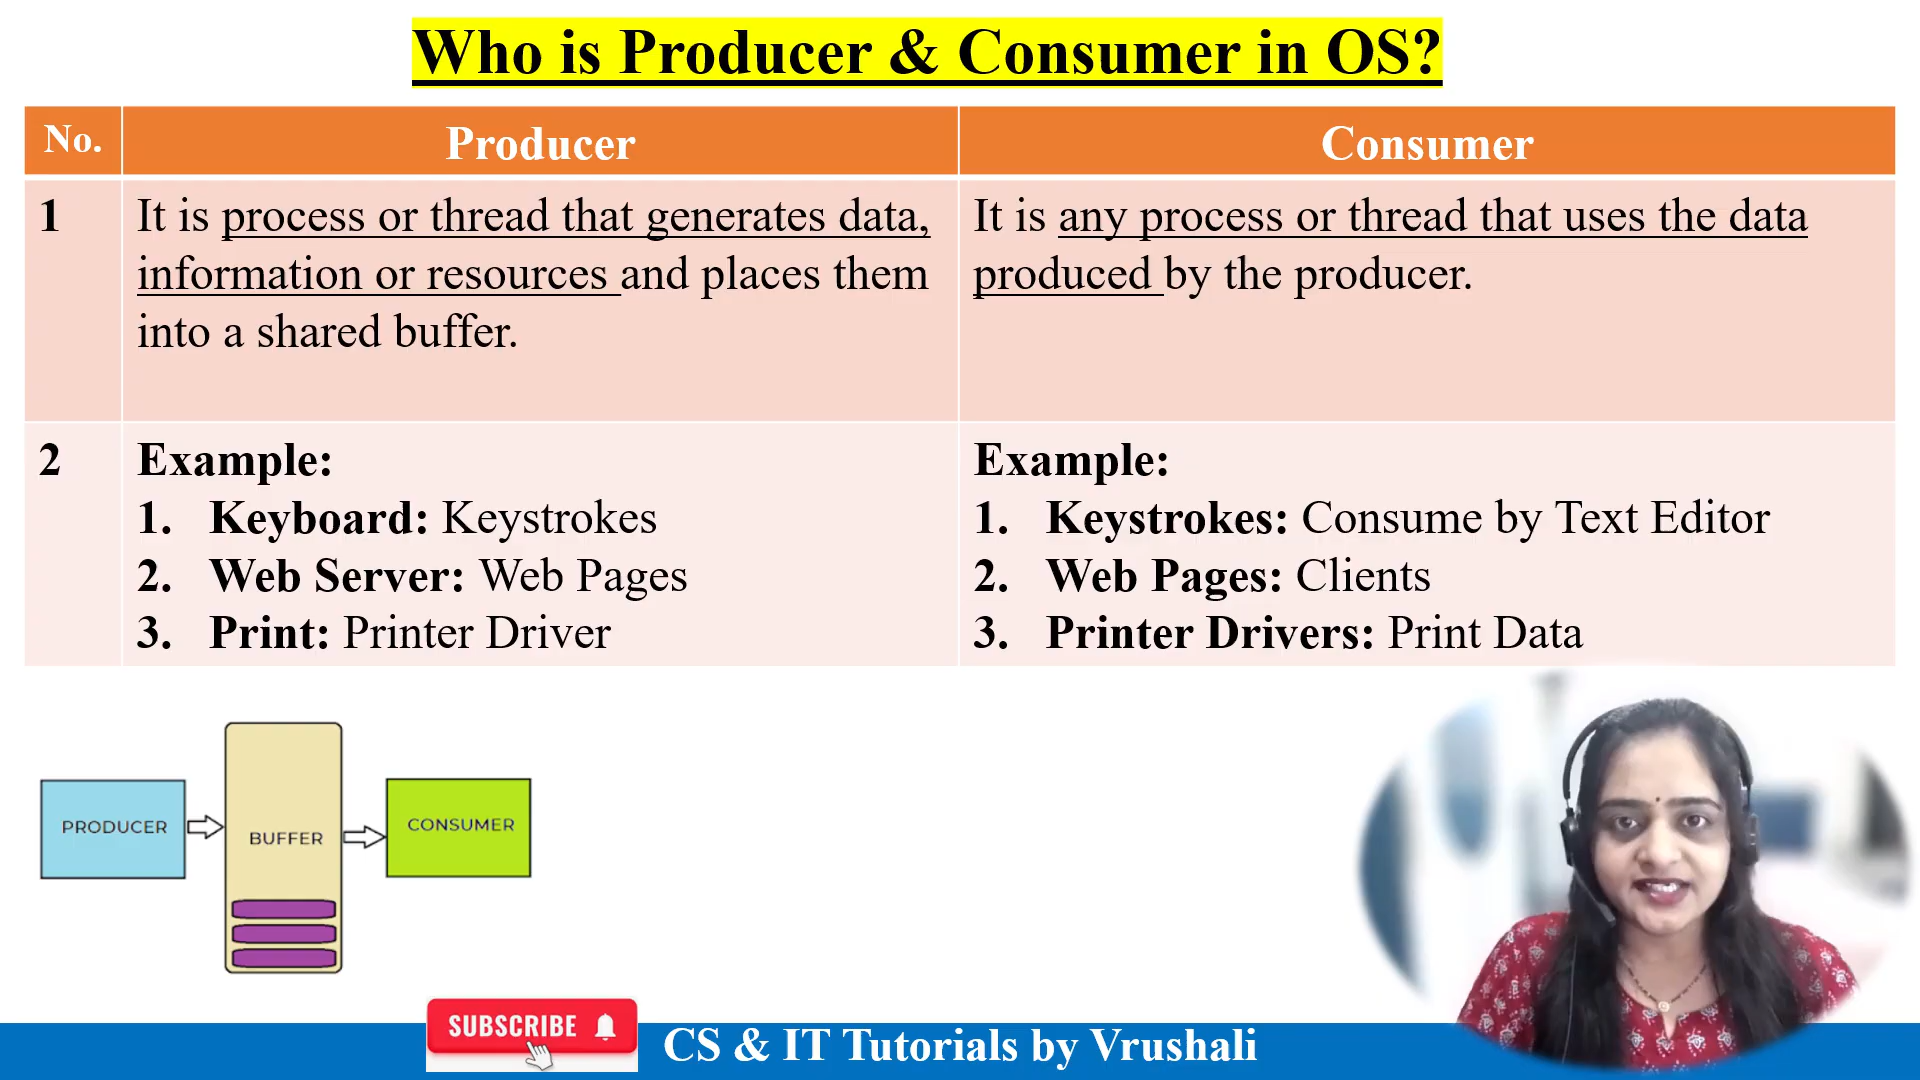 Who is Producer & Consumer in OS?
No. Producer Consumer
1 It is process or thread that generates data,
information or resources and places them
into a shared buffer.
It is any process or thread that uses the data
produced by the producer.
2 Example:
1. Keyboard: Keystrokes
2. Web Server: Web Pages
3. Print: Printer Driver
Example:
1. Keystrokes: Consume by Text Editor
2. Web Pages: Clients
3. Printer Drivers: Print Data
PRODUCER
BUFFER
CONSUMER
SUBSCRIBE
CS & IT Tutorials by Vrushali